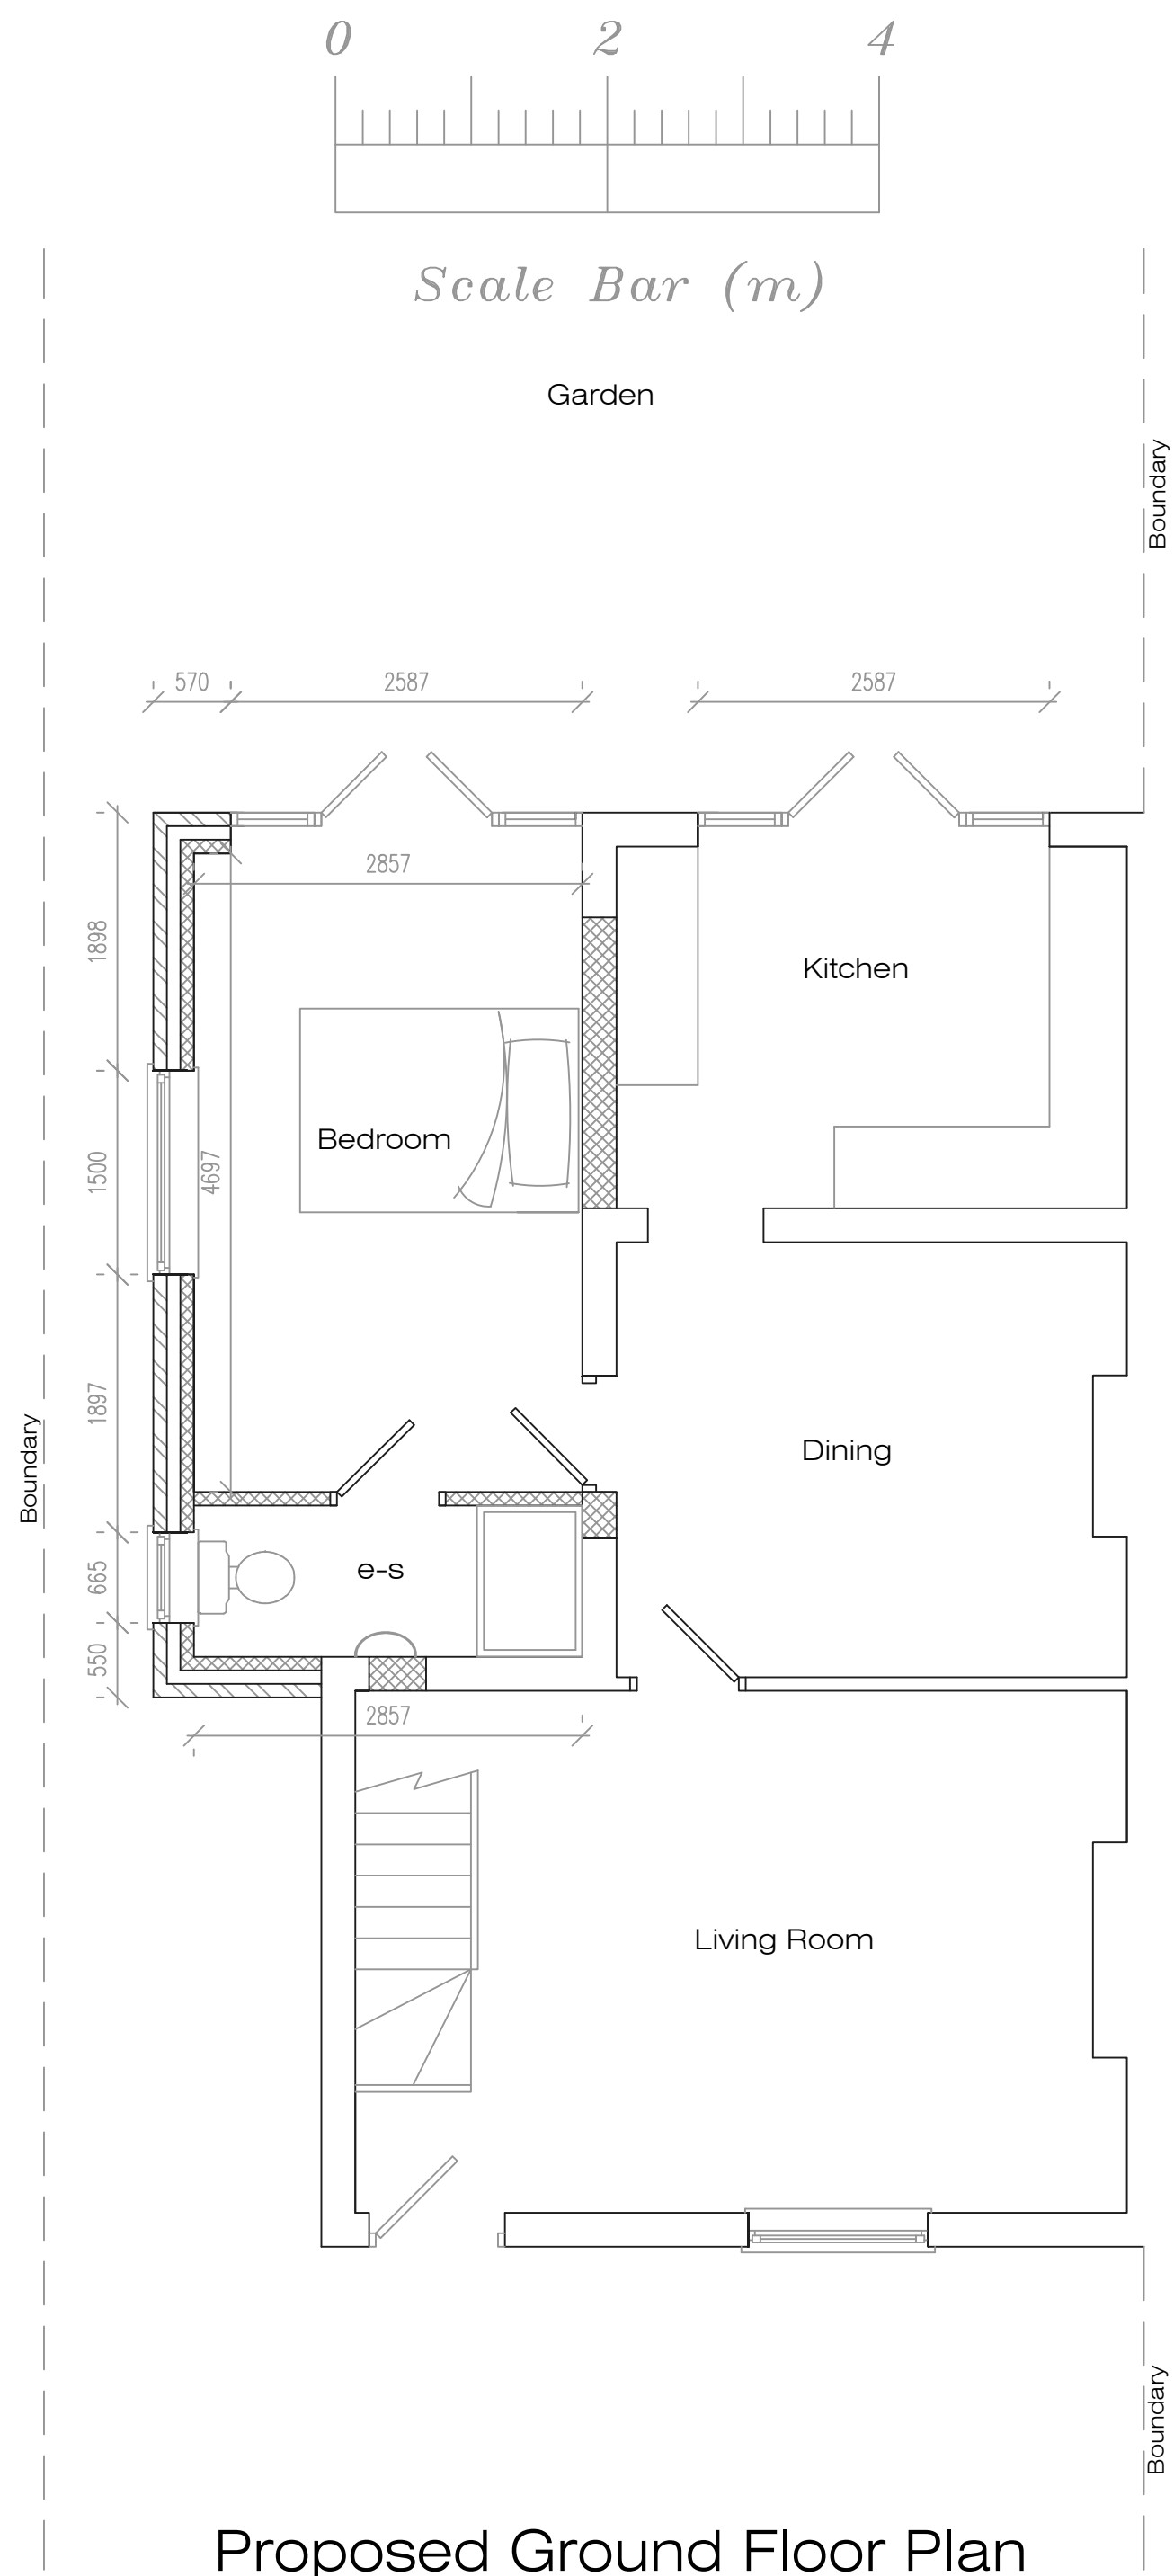 0 2 4
Scale Bar (m)
Garden
Boundary
570 2587 2587
2857
1898
Kitchen
Bedroom
1500
4697
1897
Boundary
Dining
665
e-s
550
2857
Living Room
Boundary
Proposed Ground Floor Plan